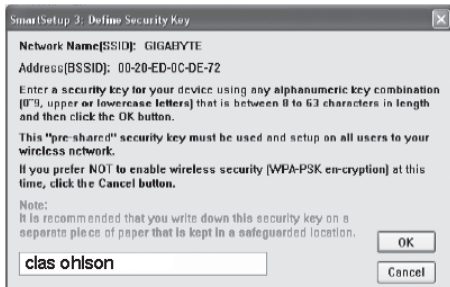 SmartSetup 3: Define Security Key
Network Name(SSID): GIGABYTE
Address(BSSID): 00-20-ED-0C-DE-72
Enter a security key for your device using any alphanumeric key combination
(0~9, upper or lowercase letters) that is between 8 to 63 characters in length
and then click the OK button.
This "pre-shared" security key must be used and setup on all users to your
wireless network.
If you prefer NOT to enable wireless security (WPA-PSK en-cryption) at this
time, click the Cancel button.
Note:
It is recommended that you write down this security key on a
separate piece of paper that is kept in a safeguarded location.
OK
clas ohlson
Cancel